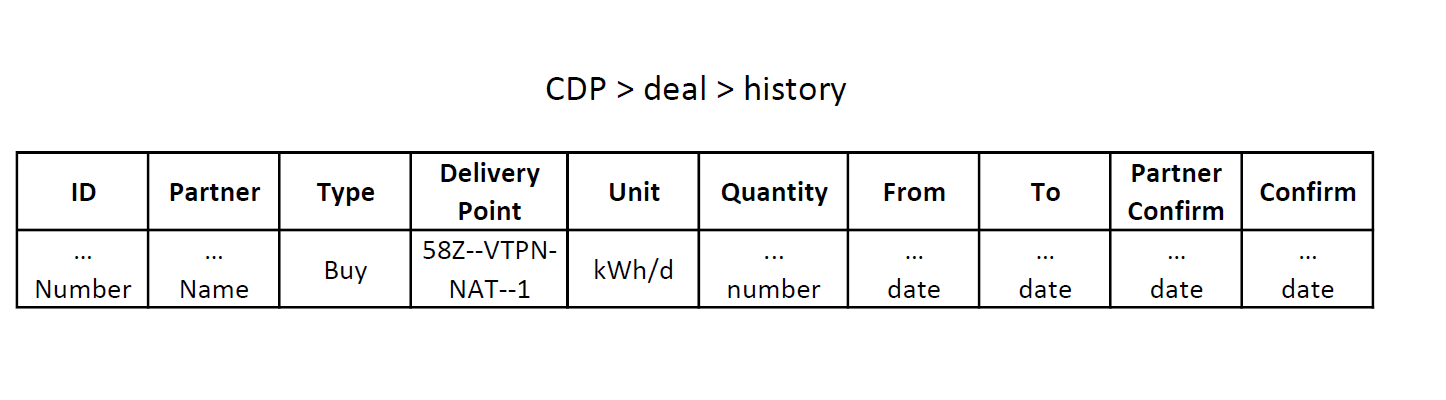 CDP > deal > history
ID Partner Type Delivery Point Unit Quantity From To Partner Confirm Confirm
... Number ... Name Buy 58Z--VTPN-NAT--1 kWh/d ... number ... date ... date ... date ... date